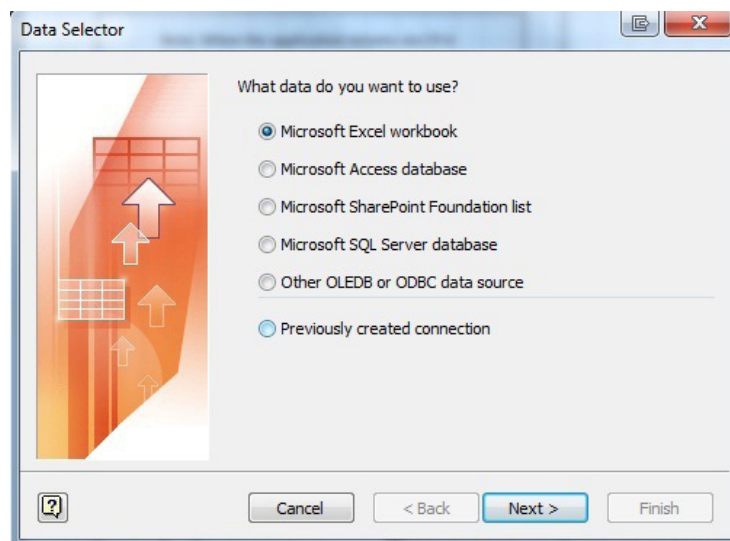 Data Selector
What data do you want to use?
Microsoft Excel workbook
Microsoft Access database
Microsoft SharePoint Foundation list
Microsoft SQL Server database
Other OLEDB or ODBC data source
Previously created connection
Cancel
< Back
Next >
Finish